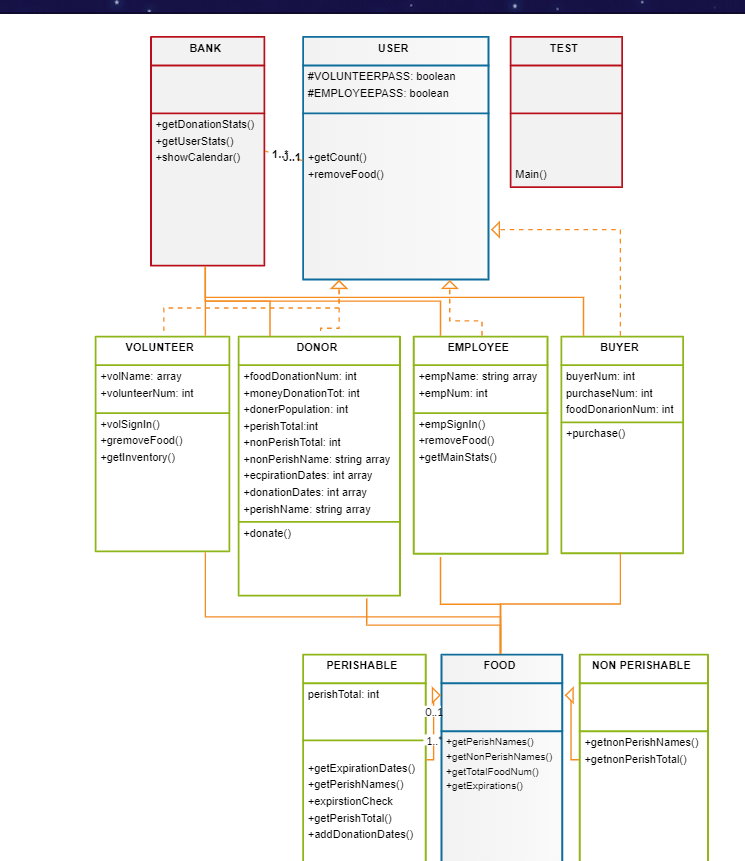 BANK
+getDonationStats()
+getUserStats()
+showCalendar()
1..*
USER
#VOLUNTEERPASS: boolean
#EMPLOYEEPASS: boolean
+getCount()
+removeFood()
TEST
Main()
VOLUNTEER
+volName: array
+volunteerNum: int
+volSignIn()
+gremoveFood()
+getInventory()
DONOR
+foodDonationNum: int
+moneyDonationTot: int
+donerPopulation: int
+perishTotal:int
+nonPerishTotal: int
+nonPerishName: string array
+ecpirationDates: int array
+donationDates: int array
+perishName: string array
+donate()
EMPLOYEE
+empName: string array
+empNum: int
+empSignIn()
+removeFood()
+getMainStats()
BUYER
buyerNum: int
purchaseNum: int
foodDonarionNum: int
+purchase()
PERISHABLE
perishTotal: int
+getExpirationDates()
+getPerishNames()
+expirstionCheck
+getPerishTotal()
+addDonationDates()
0..1
FOOD
+getPerishNames()
+getNonPerishNames()
+getTotalFoodNum()
+getExpirations()
NON PERISHABLE
+getnonPerishNames()
+getnonPerishTotal()